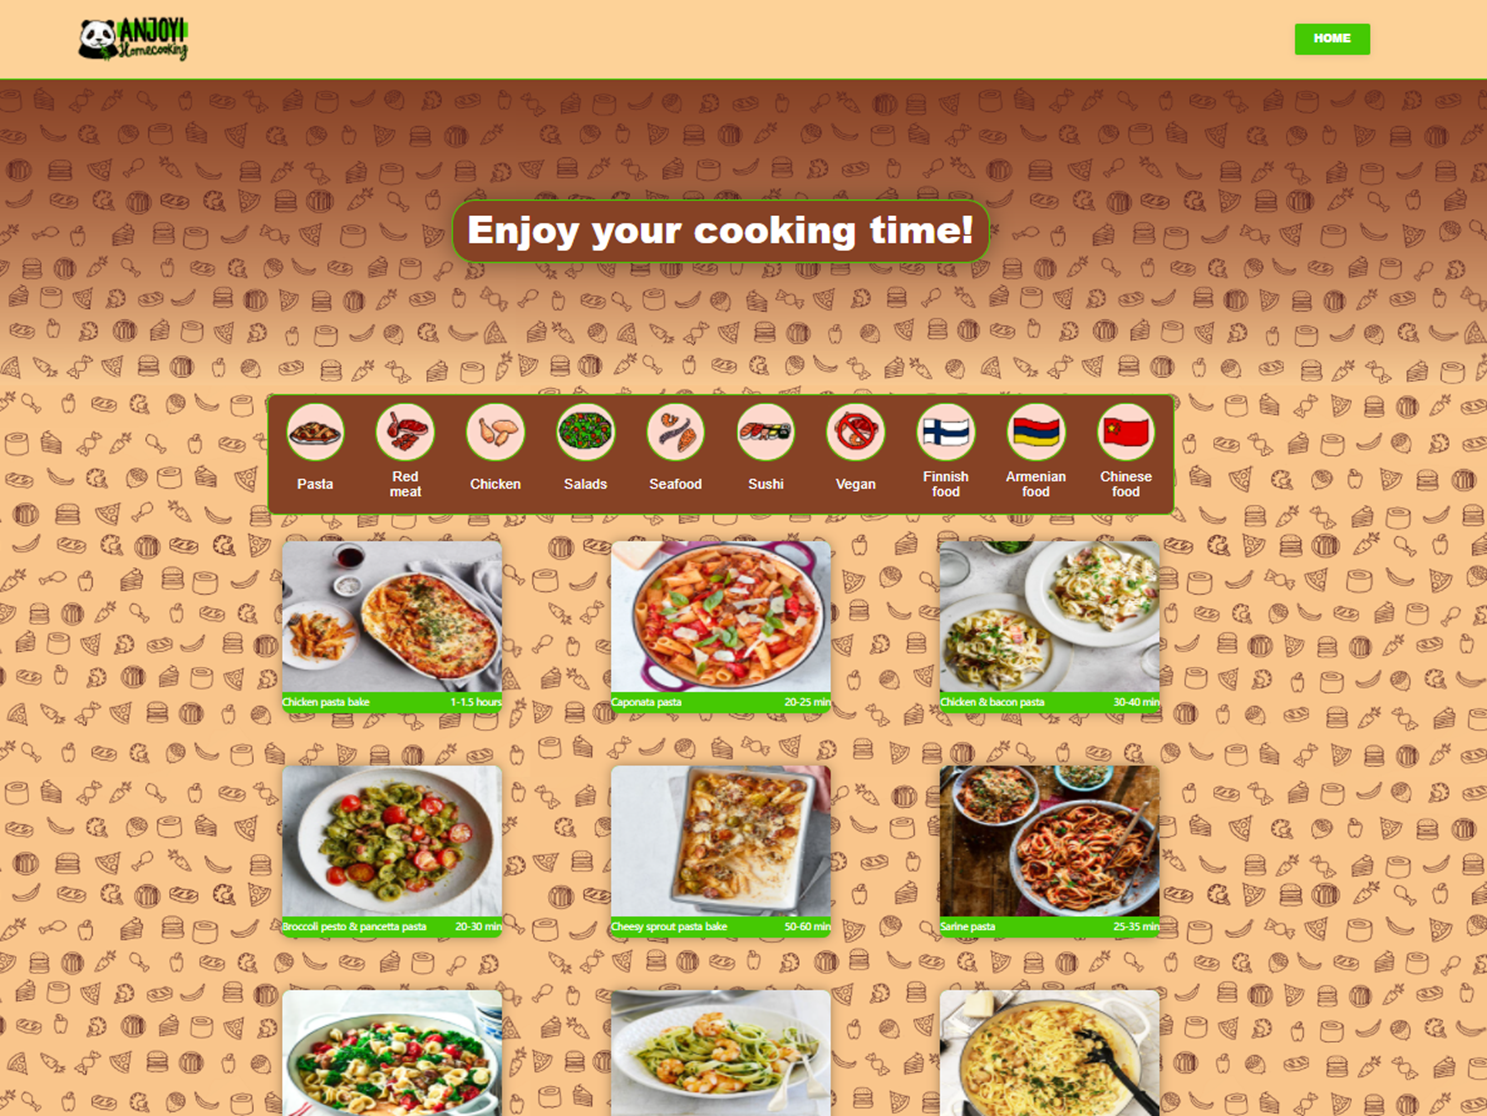 ANJOYI
Homecooking
HOME
Enjoy your cooking time!
Pasta
Red
meat
Chicken
Salads
Seafood
Sushi
Vegan
Finnish
food
Armenian
food
Chinese
food
Chicken pasta bake 1-1.5 hours
Caponata pasta 20-25 min
Chicken & bacon pasta 30-40 min
Broccoli pesto & pancetta pasta 20-30 min
Cheesy sprout pasta bake 50-60 min
Sarine pasta 25-35 min